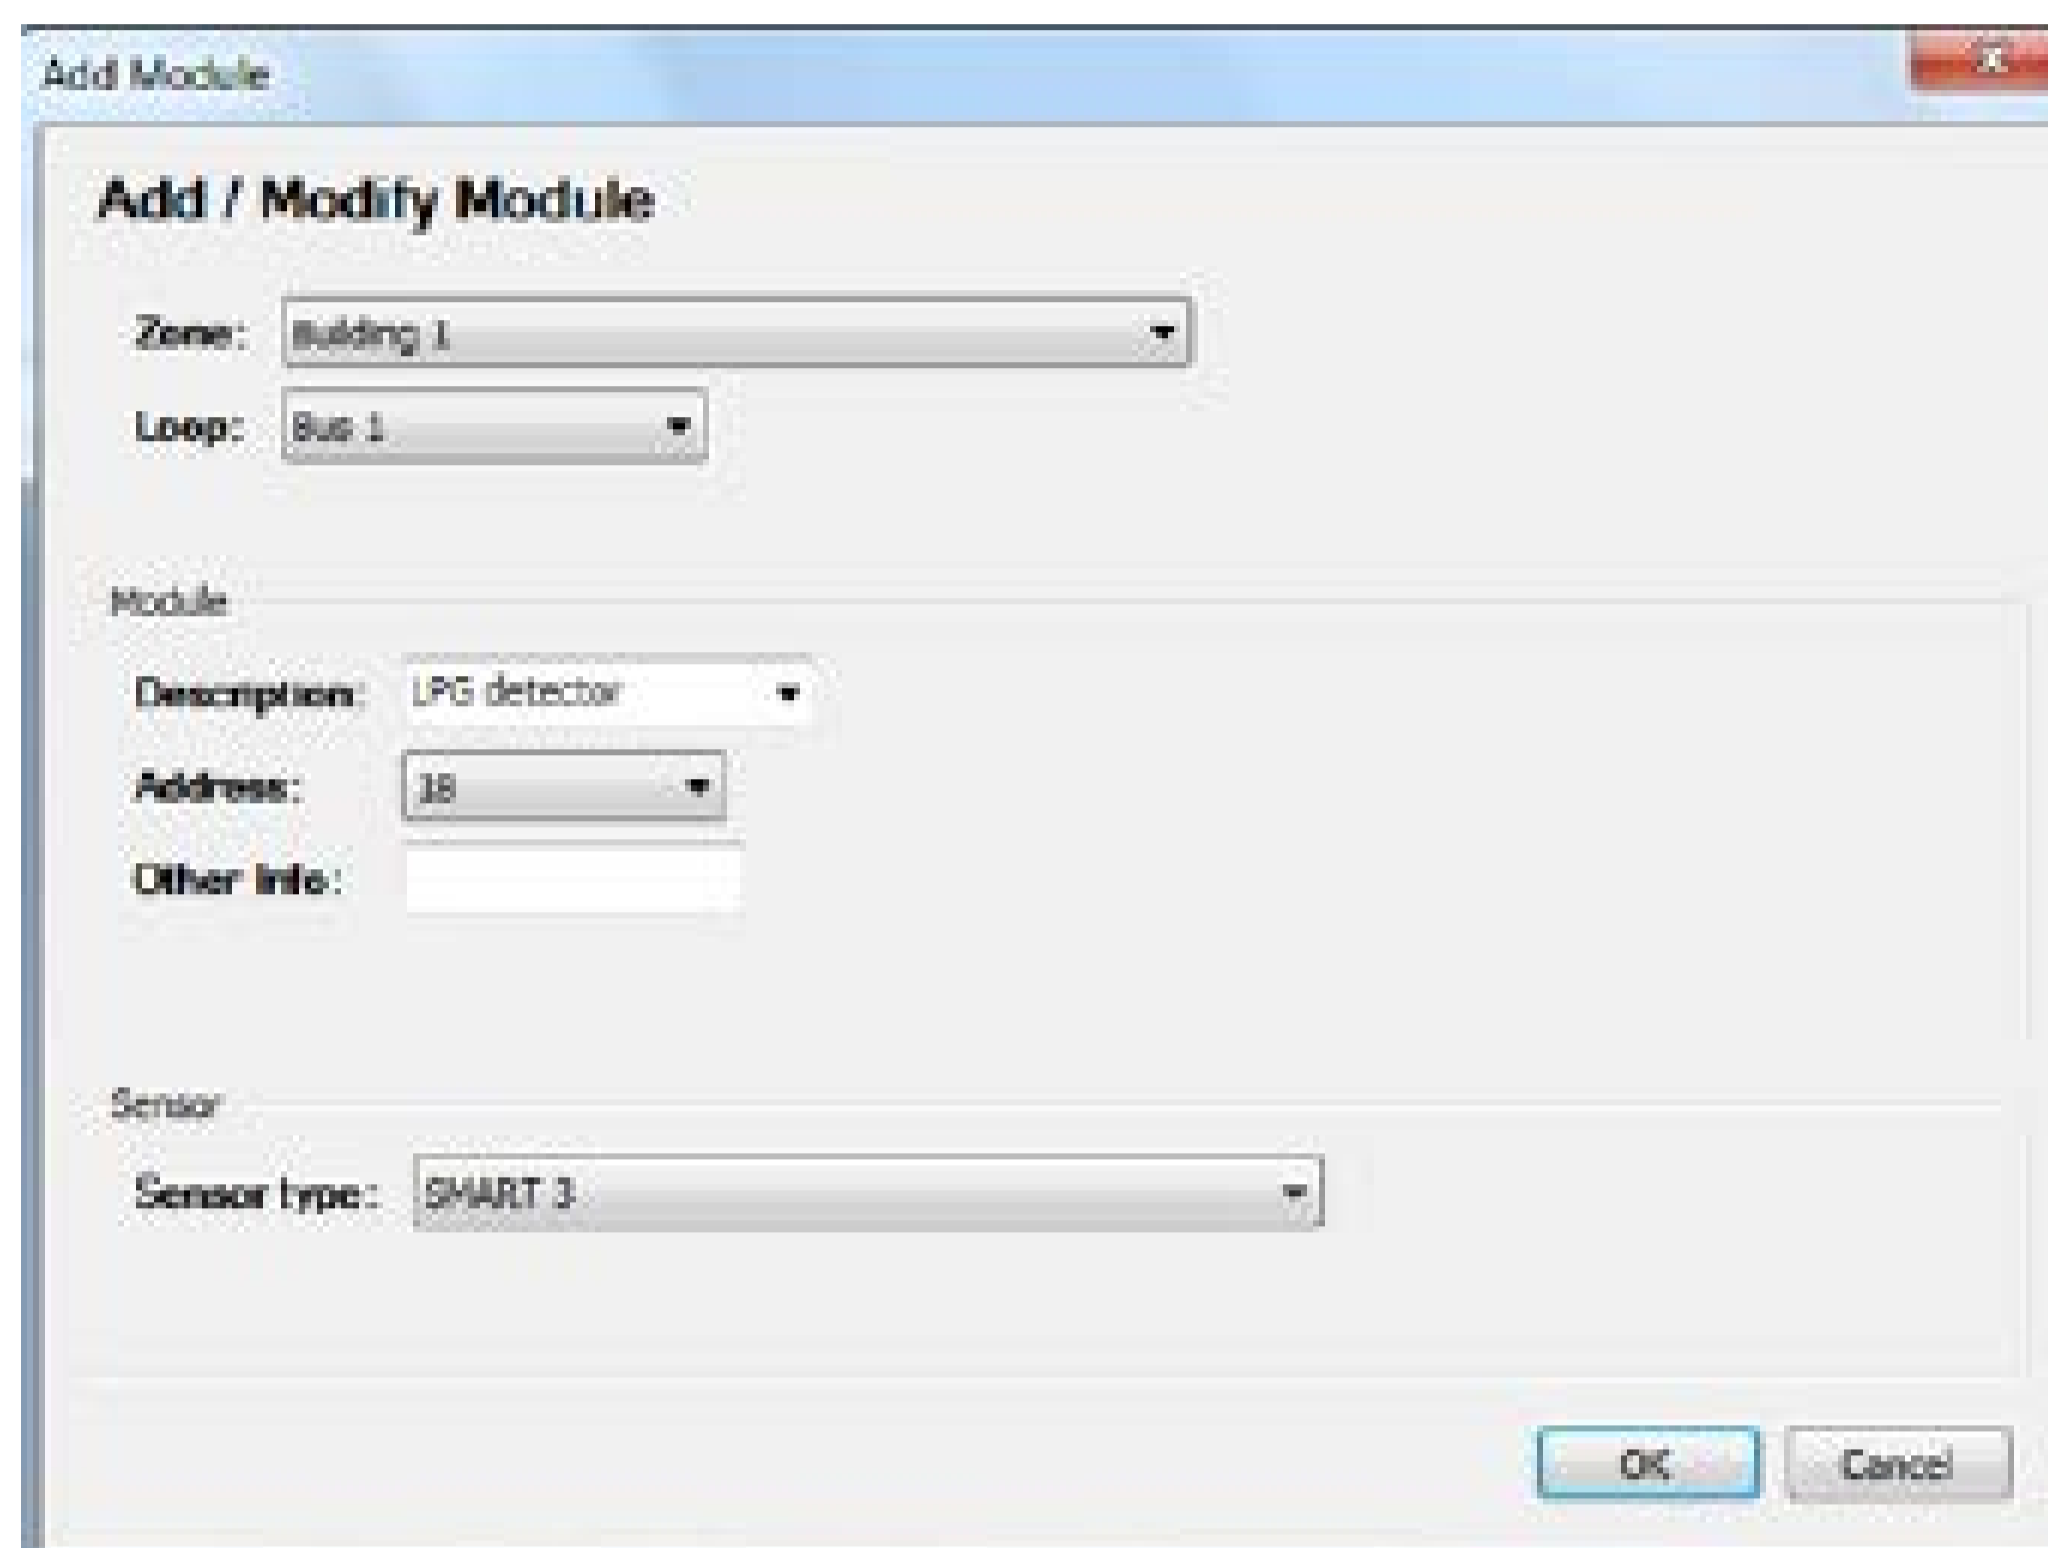 Add Module
Add / Modify Module
Zone: Building 1
Loop: Bus 1
Module
Description: LPG detector
Address:
Other Info:
Sensor
Sensor type: SMART 3
OK Cancel